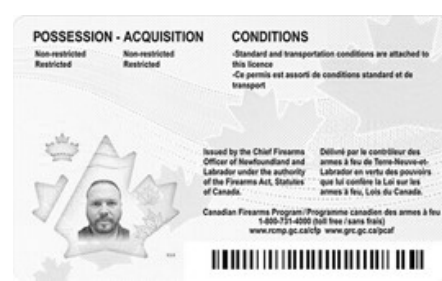 POSSESSION - ACQUISITION
Non-restricted Non-restricted
Restricted Restricted
CONDITIONS
-Standard and transportation conditions are attached to
this licence
-Ce permis est assorti de conditions standard et de
transport
Issued by the Chief Firearms
Officer of Newfoundland and
Labrador under the authority
of the Firearms Act, Statutes
of Canada.
Délivré par le contrôleur des
armes à feu de Terre-Neuve-et-
Labrador en vertu des pouvoirs
que lui confère la Loi sur les
armes à feu, Lois du Canada.
Canadian Firearms Program/Programme canadien des armes à feu
1-800-731-4000 (toll free / sans frais)
www.rcmp.gc.ca/cfp www.grc.gc.ca/pcaf